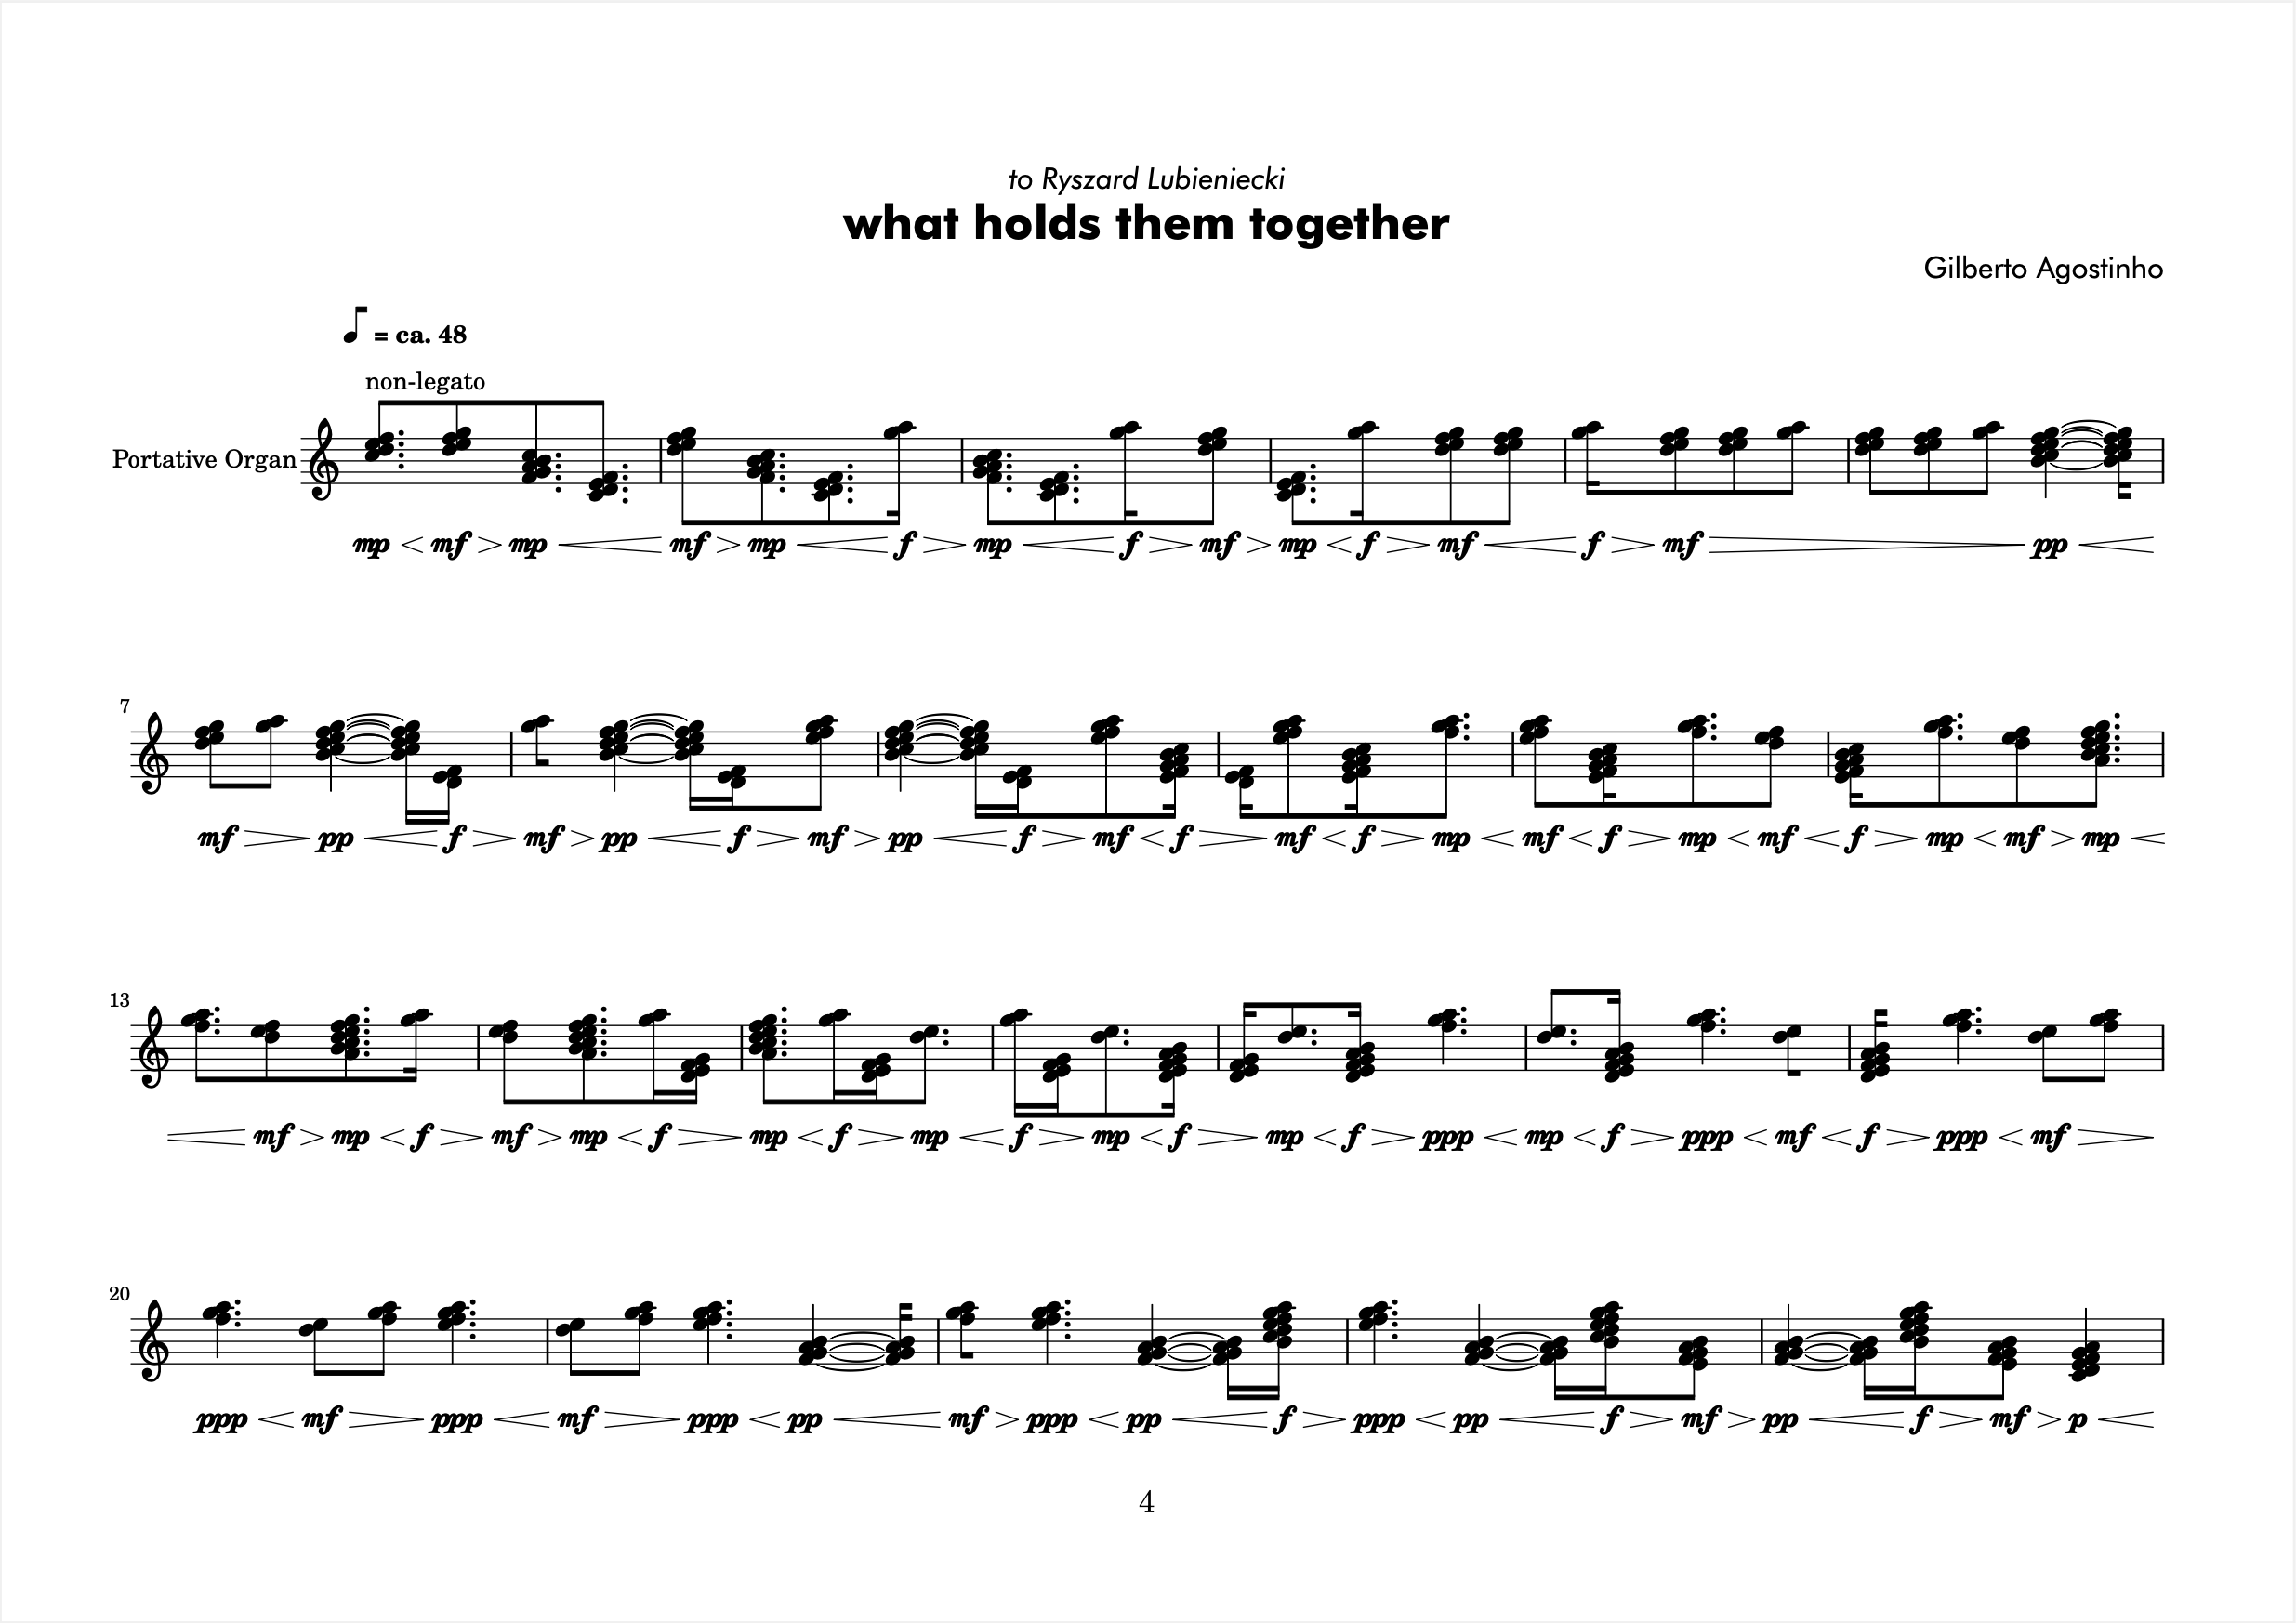 to Ryszard Lubieniecki
what holds them together
Gilberto Agostinho
= ca. 48
non-legato
Portative Organ
mp mf mp mf mp f mp f mf mp f mf f mf pp
7
mf pp f mf pp f mf pp f mf f mf f mp mf f mp mf f mp mf mp
13
mf mp f mf mp f mp f mp f mp f mp f ppp mp f ppp mf f ppp mf
20
ppp mf ppp mf ppp pp mf ppp pp f ppp pp f mf pp f mf p
4